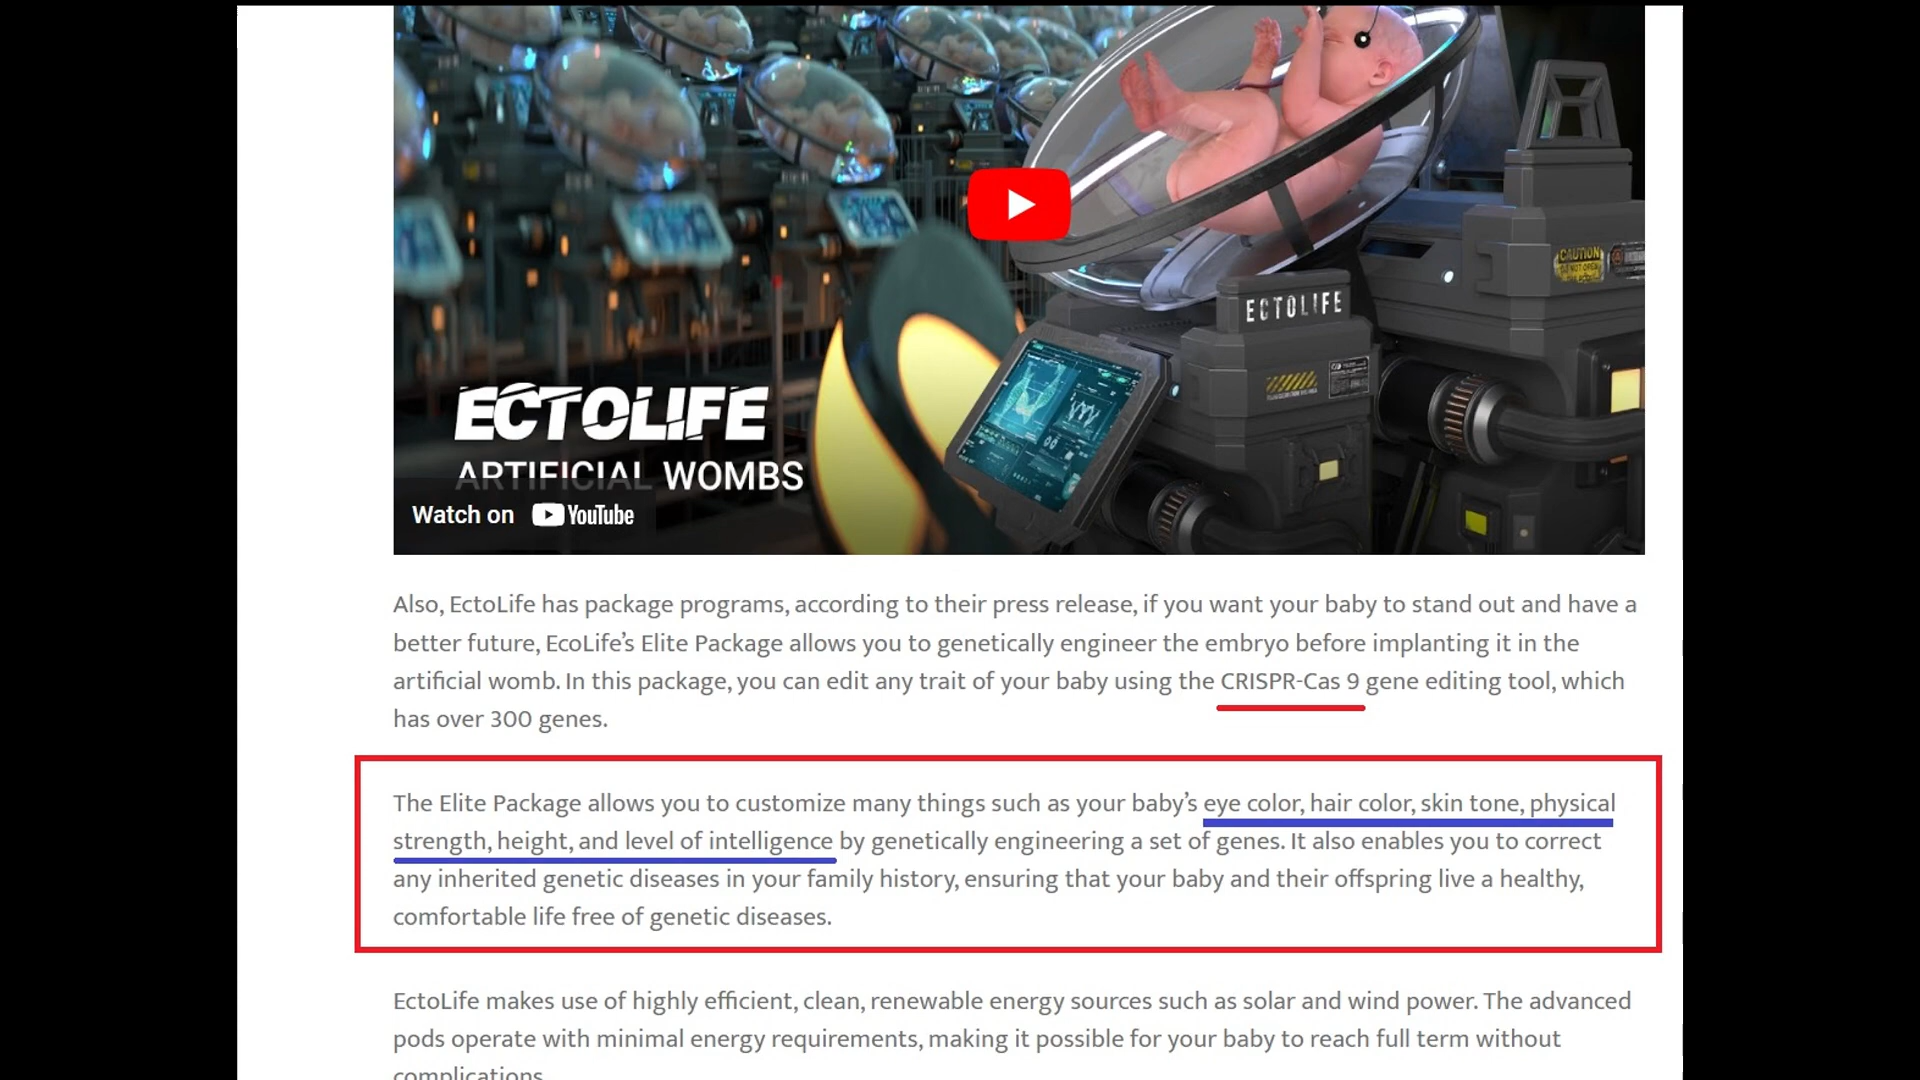 CAUTION
ECTOLIFE
ECTOLIFE
ARTIFICIAL WOMBS
Watch on YouTube
Also, EctoLife has package programs, according to their press release, if you want your baby to stand out and have a
better future, EcoLife’s Elite Package allows you to genetically engineer the embryo before implanting it in the
artificial womb. In this package, you can edit any trait of your baby using the CRISPR-Cas 9 gene editing tool, which
has over 300 genes.
The Elite Package allows you to customize many things such as your baby’s eye color, hair color, skin tone, physical
strength, height, and level of intelligence by genetically engineering a set of genes. It also enables you to correct
any inherited genetic diseases in your family history, ensuring that your baby and their offspring live a healthy,
comfortable life free of genetic diseases.
EctoLife makes use of highly efficient, clean, renewable energy sources such as solar and wind power. The advanced
pods operate with minimal energy requirements, making it possible for your baby to reach full term without
complications.